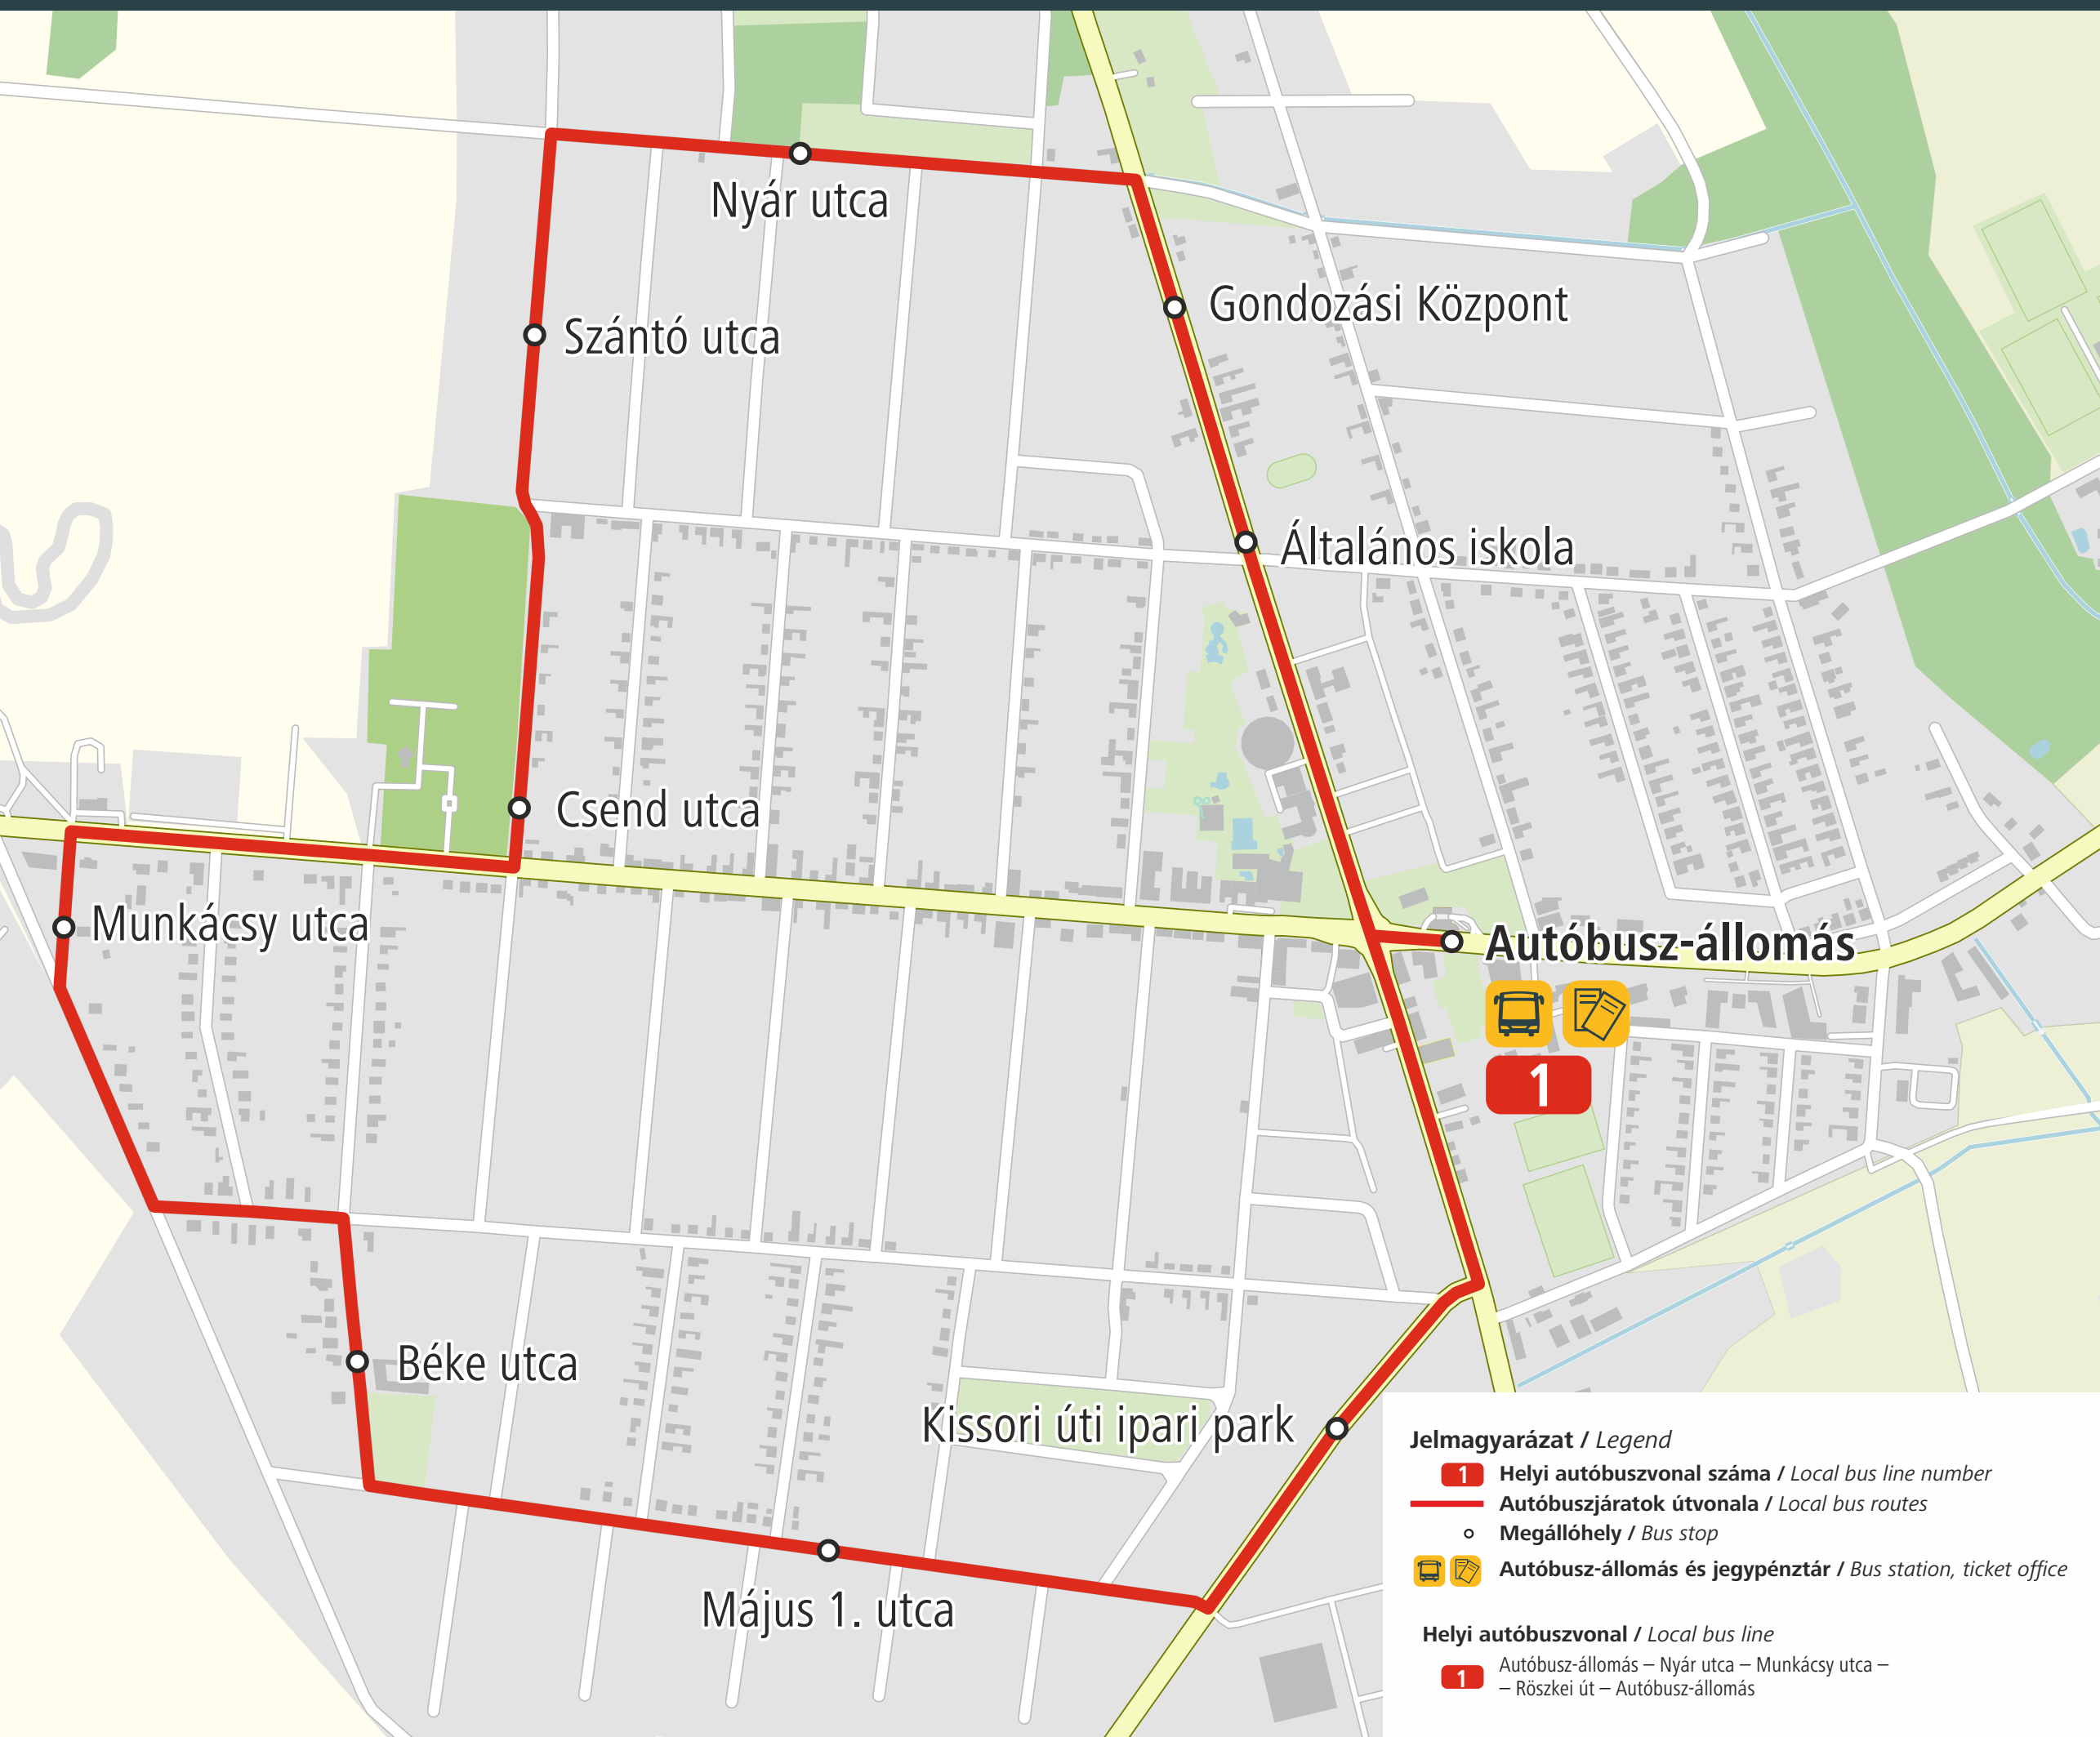 Nyár utca
Gondozási Központ
Szántó utca
Általános iskola
Csend utca
Munkácsy utca
Autóbusz-állomás
1
Béke utca
Kissori úti ipari park
Május 1. utca
Jelmagyarázat / Legend
1 Helyi autóbuszvonal száma / Local bus line number
Autóbuszjáratok útvonala / Local bus routes
Megállóhely / Bus stop
Autóbusz-állomás és jegypénztár / Bus station, ticket office
Helyi autóbuszvonal / Local bus line
1 Autóbusz-állomás – Nyár utca – Munkácsy utca –
– Röszkei út – Autóbusz-állomás